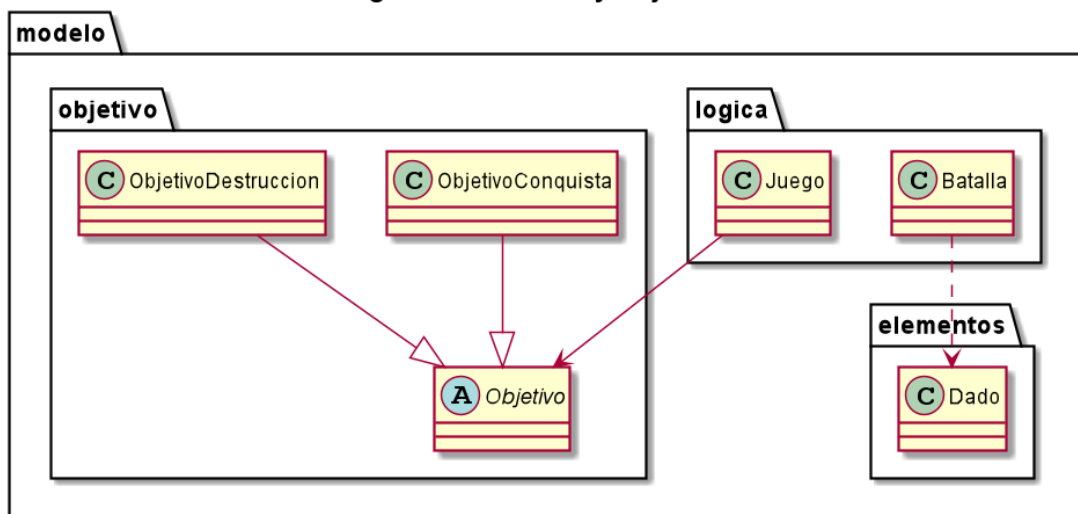 modelo
objetivo
logica
C ObjetivoDestruccion
C ObjetivoConquista
C Juego
C Batalla
elementos
A Objetivo
C Dado